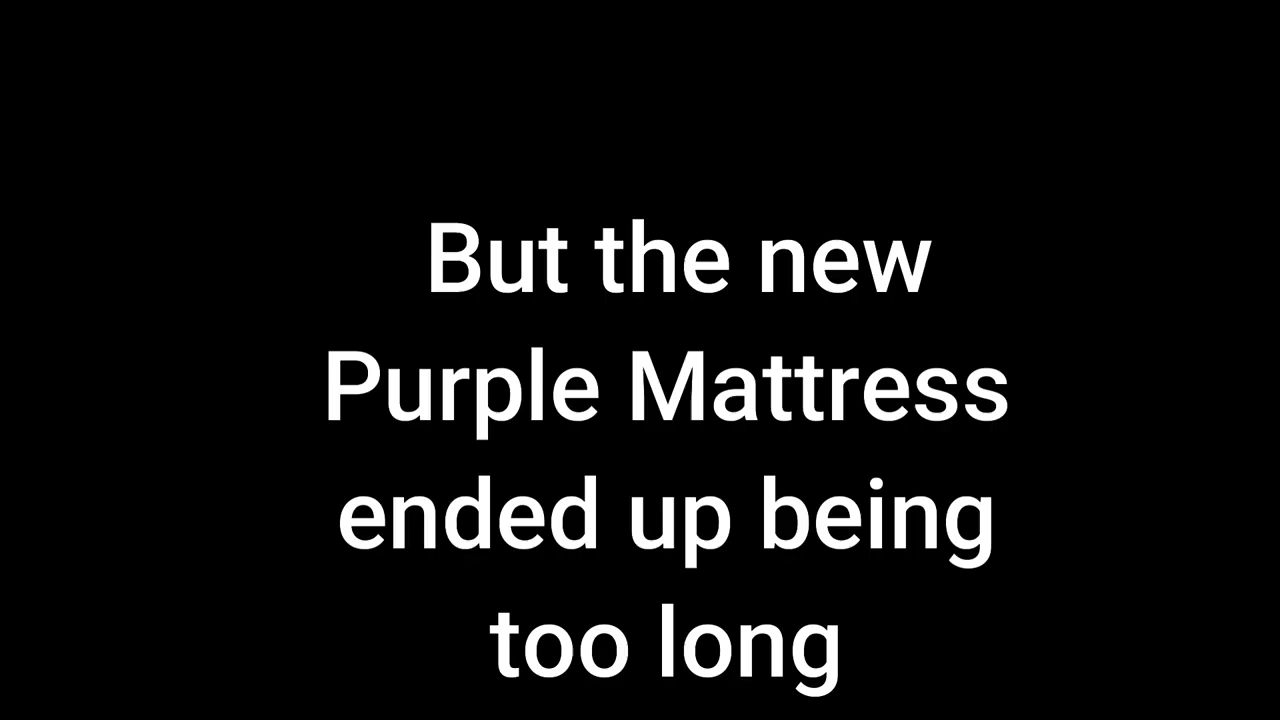 But the new
Purple Mattress
ended up being
too long